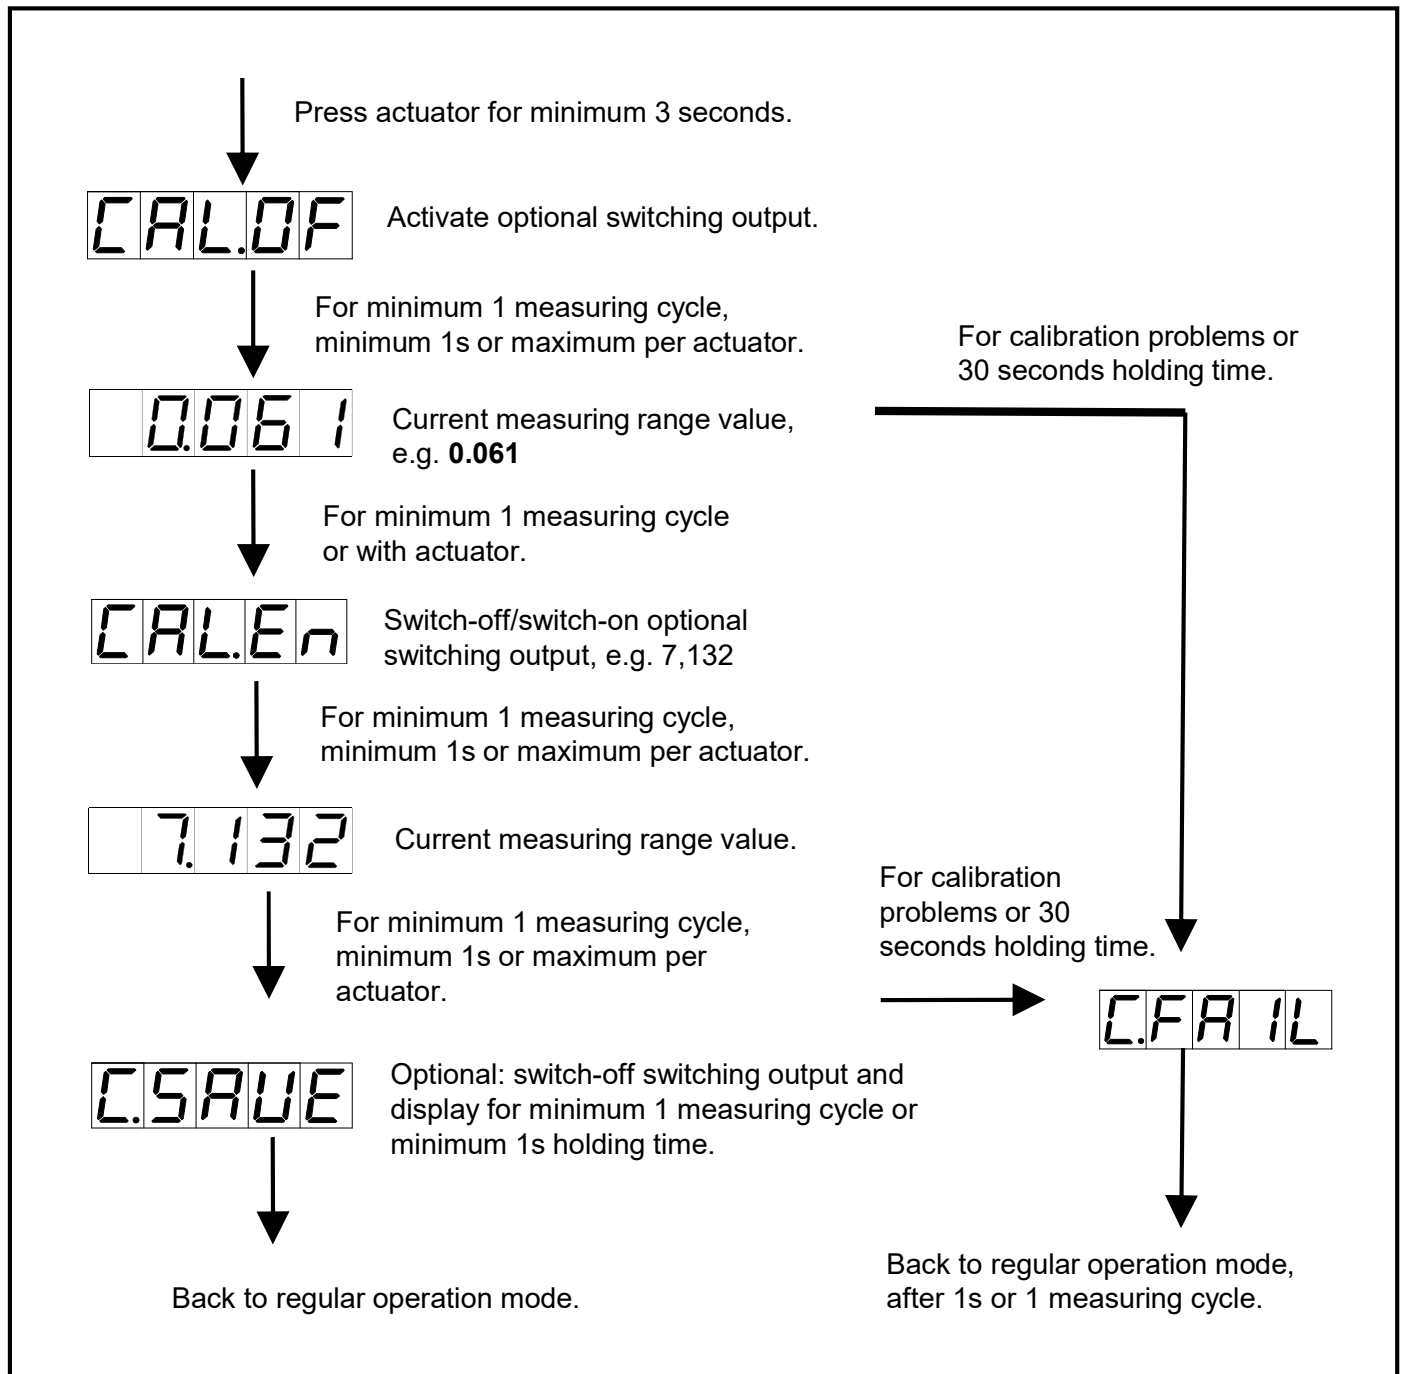 Press actuator for minimum 3 seconds.
CAL.OF
Activate optional switching output.
For minimum 1 measuring cycle,
minimum 1s or maximum per actuator.
For calibration problems or
30 seconds holding time.
0.061
Current measuring range value,
e.g. 0.061
For minimum 1 measuring cycle
or with actuator.
CAL.En
Switch-off/switch-on optional
switching output, e.g. 7,132
For minimum 1 measuring cycle,
minimum 1s or maximum per actuator.
7.132
Current measuring range value.
For calibration
problems or 30
seconds holding time.
For minimum 1 measuring cycle,
minimum 1s or maximum per
actuator.
C.FAIL
C.SAUE
Optional: switch-off switching output and
display for minimum 1 measuring cycle or
minimum 1s holding time.
Back to regular operation mode.
Back to regular operation mode,
after 1s or 1 measuring cycle.